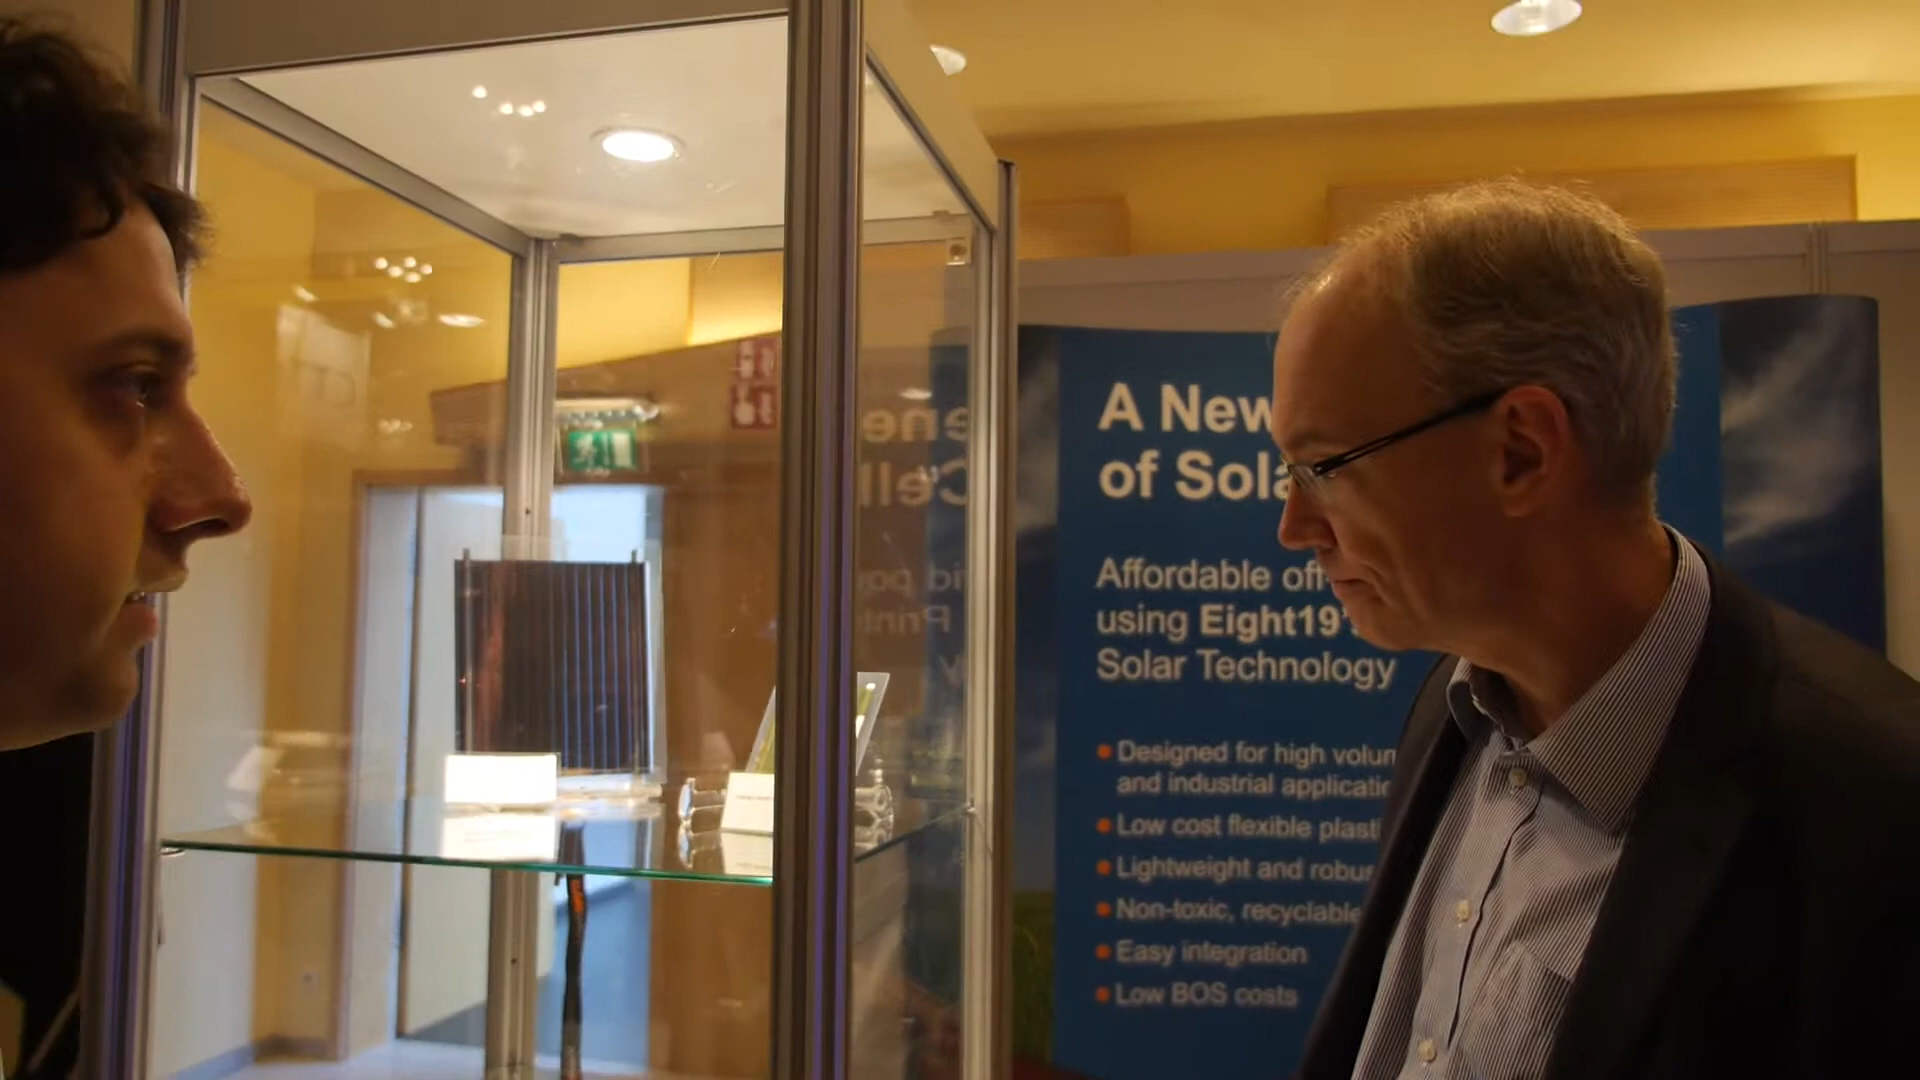 A New
of Sola
Affordable off-
using Eight19's
Solar Technology
Designed for high volum
and industrial applicatio
Low cost flexible plasti
Lightweight and robus
Non-toxic, recyclable
Easy integration
Low BOS costs